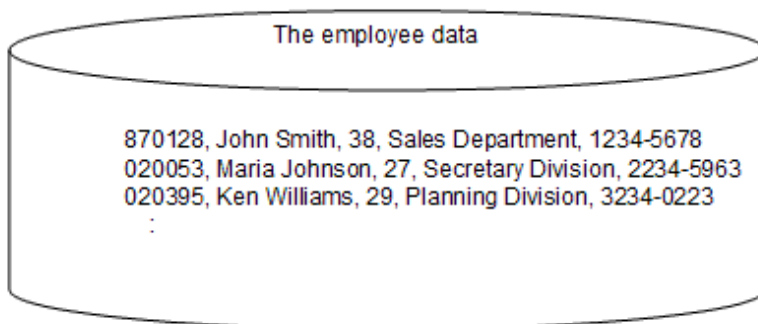 The employee data
870128, John Smith, 38, Sales Department, 1234-5678
020053, Maria Johnson, 27, Secretary Division, 2234-5963
020395, Ken Williams, 29, Planning Division, 3234-0223
: